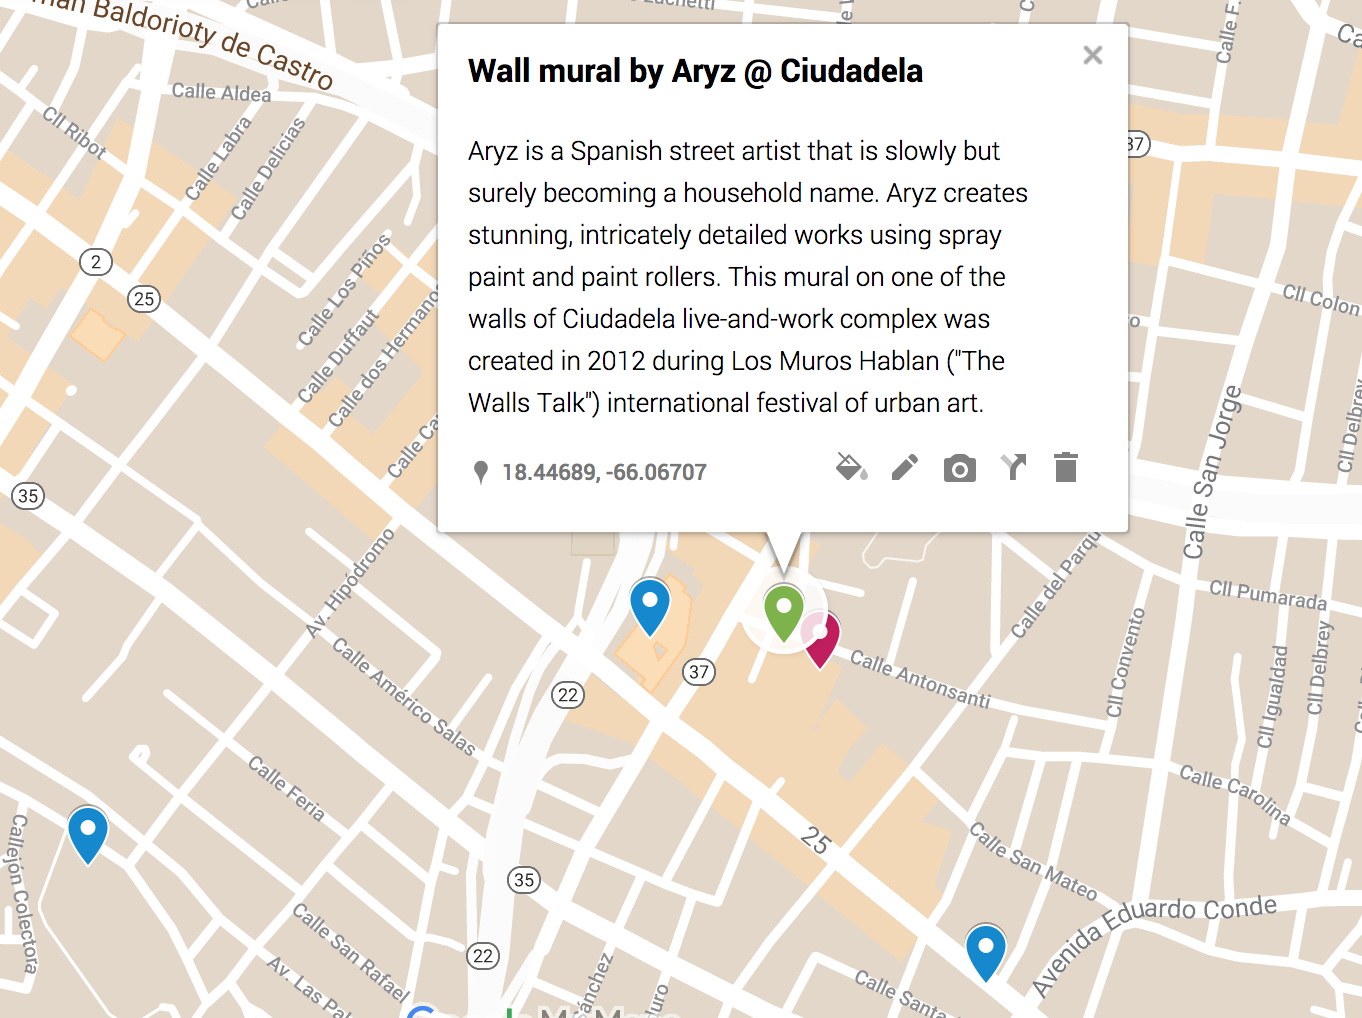 Baldorioty de Castro
Calle Aldea
Cll Ribot
Calle Labra
Calle Delicias
2
25
Calle Los Piños
Calle Duffaut
Calle dos Hermanos
35
Wall mural by Aryz @ Ciudadela
Aryz is a Spanish street artist that is slowly but
surely becoming a household name. Aryz creates
stunning, intricately detailed works using spray
paint and paint rollers. This mural on one of the
walls of Ciudadela live-and-work complex was
created in 2012 during Los Muros Hablan ("The
Walls Talk") international festival of urban art.
18.44689, -66.06707
37
Cll Colon
Calle San Jorge
Cll Delbrey
Av. Hipódromo
Calle del Parque
Cll Pumarada
Calle Américo Salas
22
37
Calle Antonsanti
Cll Convento
Cll Igualdad
Cll Delbrey
Calle Feria
Calle Carolina
25
Calle San Mateo
Callejón Colectora
35
Avenida Eduardo Conde
Calle San Rafael
22
Av. Las
Calle